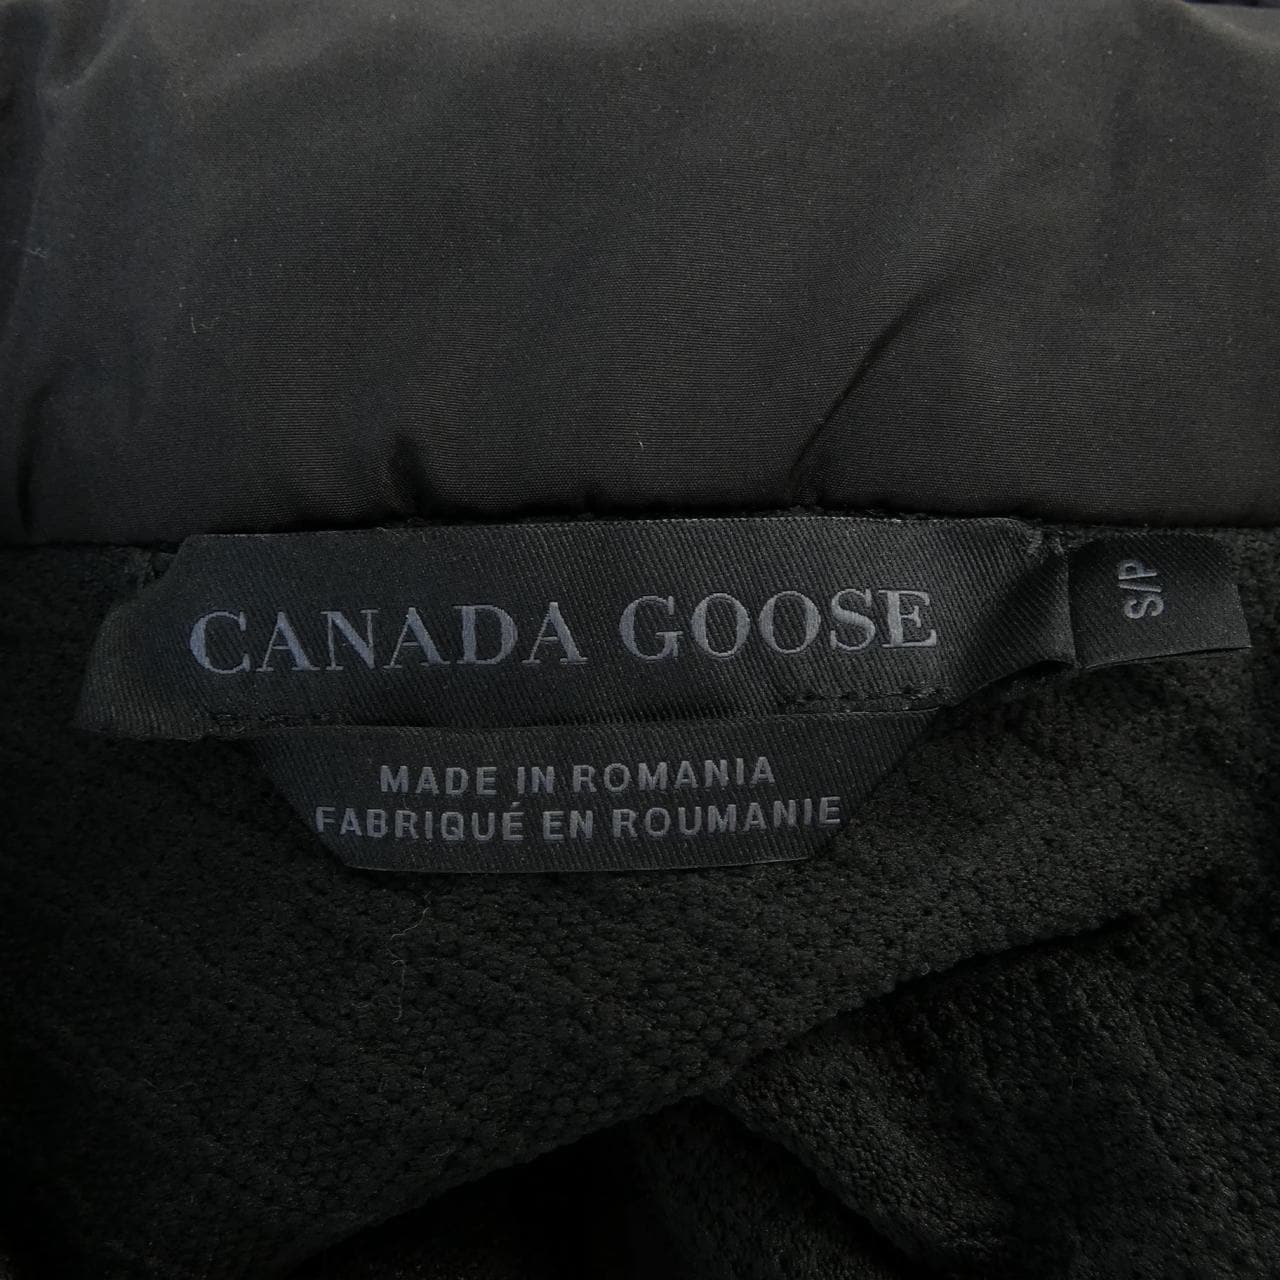 CANADA GOOSE
S/P
MADE IN ROMANIA
FABRIQUÉ EN ROUMANIE